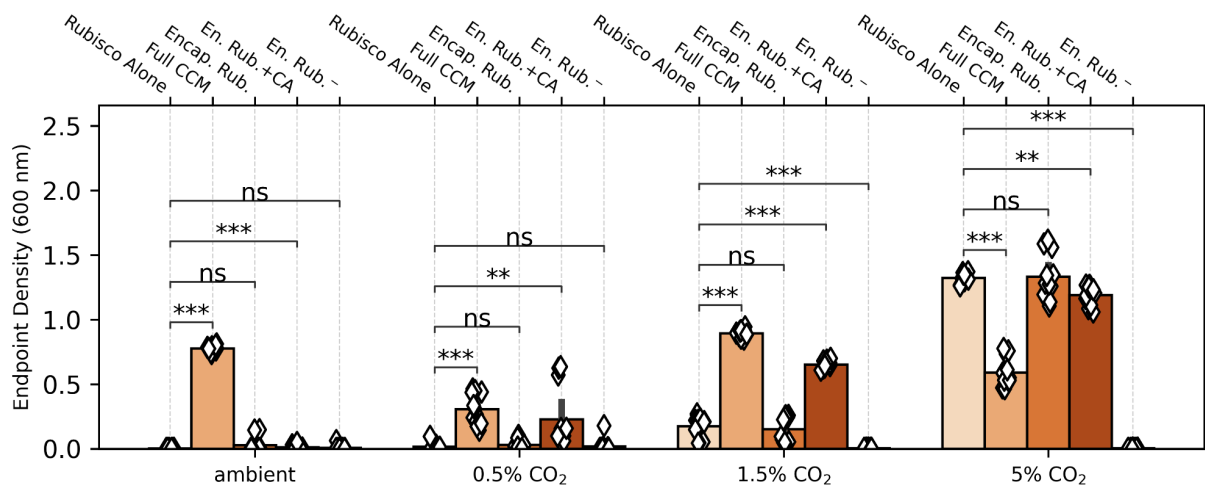 Rubisco Alone
Full CCM
Encap. Rub.
En. Rub.+CA
En. Rub. −
Rubisco Alone
Full CCM
Encap. Rub.
En. Rub.+CA
En. Rub. −
Rubisco Alone
Full CCM
Encap. Rub.
En. Rub.+CA
En. Rub. −
Rubisco Alone
Full CCM
Encap. Rub.
En. Rub.+CA
En. Rub. −
Endpoint Density (600 nm)
2.5
2.0
1.5
1.0
0.5
0.0
ns
***
ns
***
ns
**
ns
***
***
***
ns
***
***
**
ns
***
ambient
0.5% CO₂
1.5% CO₂
5% CO₂